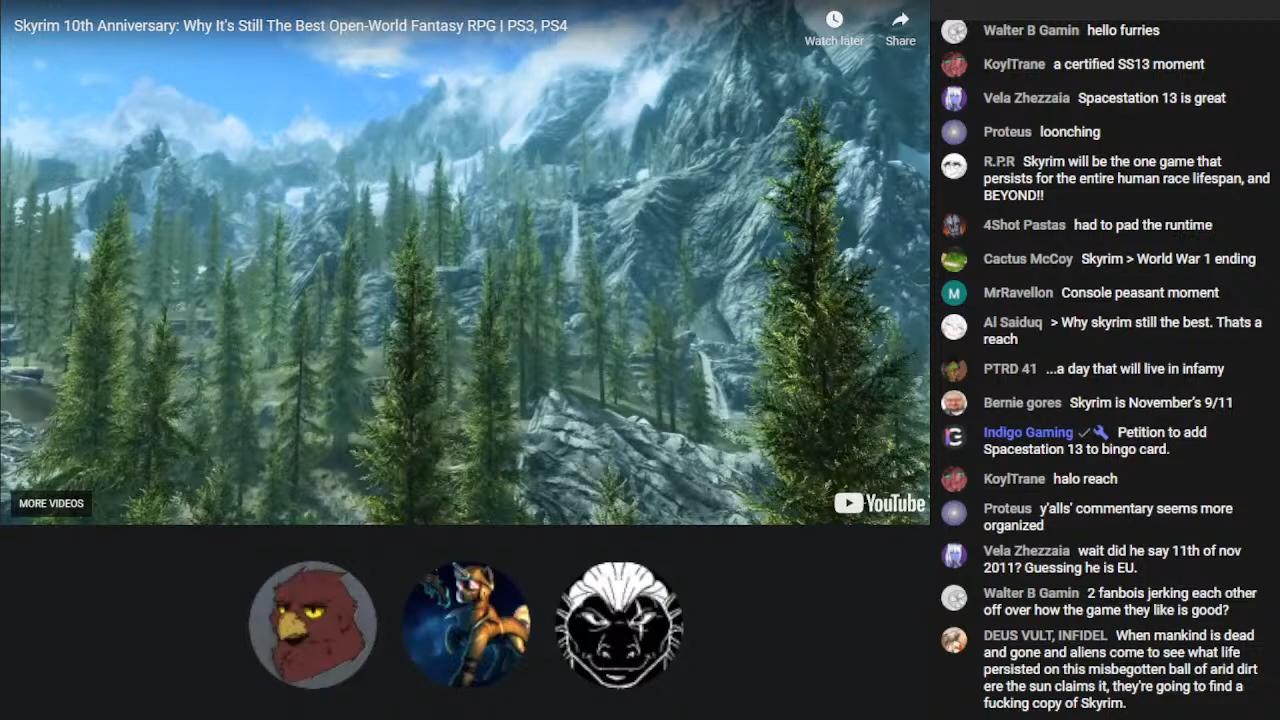 Skyrim 10th Anniversary: Why It's Still The Best Open-World Fantasy RPG | PS3, PS4
Watch later
Share
MORE VIDEOS
YouTube
Walter B Gamin hello furries
KoylTrane a certified SS13 moment
Vela Zhezzaia Spacestation 13 is great
Proteus loonching
R.P.R Skyrim will be the one game that
persists for the entire human race lifespan, and
BEYOND!!
4Shot Pastas had to pad the runtime
Cactus McCoy Skyrim > World War 1 ending
M
MrRavellon Console peasant moment
Al Saiduq > Why skyrim still the best. Thats a
reach
PTRD 41 ...a day that will live in infamy
Bernie gores Skyrim is November's 9/11
Indigo Gaming Petition to add
Spacestation 13 to bingo card.
KoylTrane halo reach
Proteus y'alls' commentary seems more
organized
Vela Zhezzaia wait did he say 11th of nov
2011? Guessing he is EU.
Walter B Gamin 2 fanbois jerking each other
off over how the game they like is good?
DEUS VULT, INFIDEL When mankind is dead
and gone and aliens come to see what life
persisted on this misbegotten ball of arid dirt
ere the sun claims it, they're going to find a
fucking copy of Skyrim.